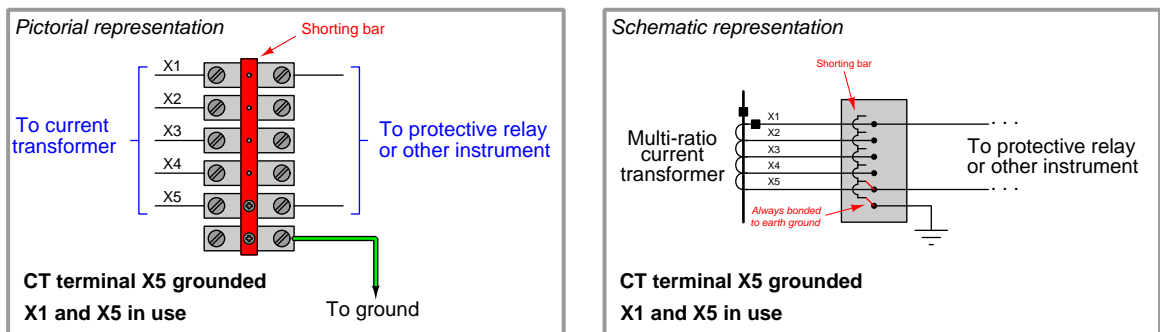 Pictorial representation
Shorting bar
X1
X2
X3
X4
X5
To current
transformer
To protective relay
or other instrument
CT terminal X5 grounded
X1 and X5 in use
To ground
Schematic representation
Shorting bar
X1
X2
X3
X4
X5
Multi-ratio
current
transformer
To protective relay
or other instrument
. . .
. . .
Always bonded
to earth ground
CT terminal X5 grounded
X1 and X5 in use